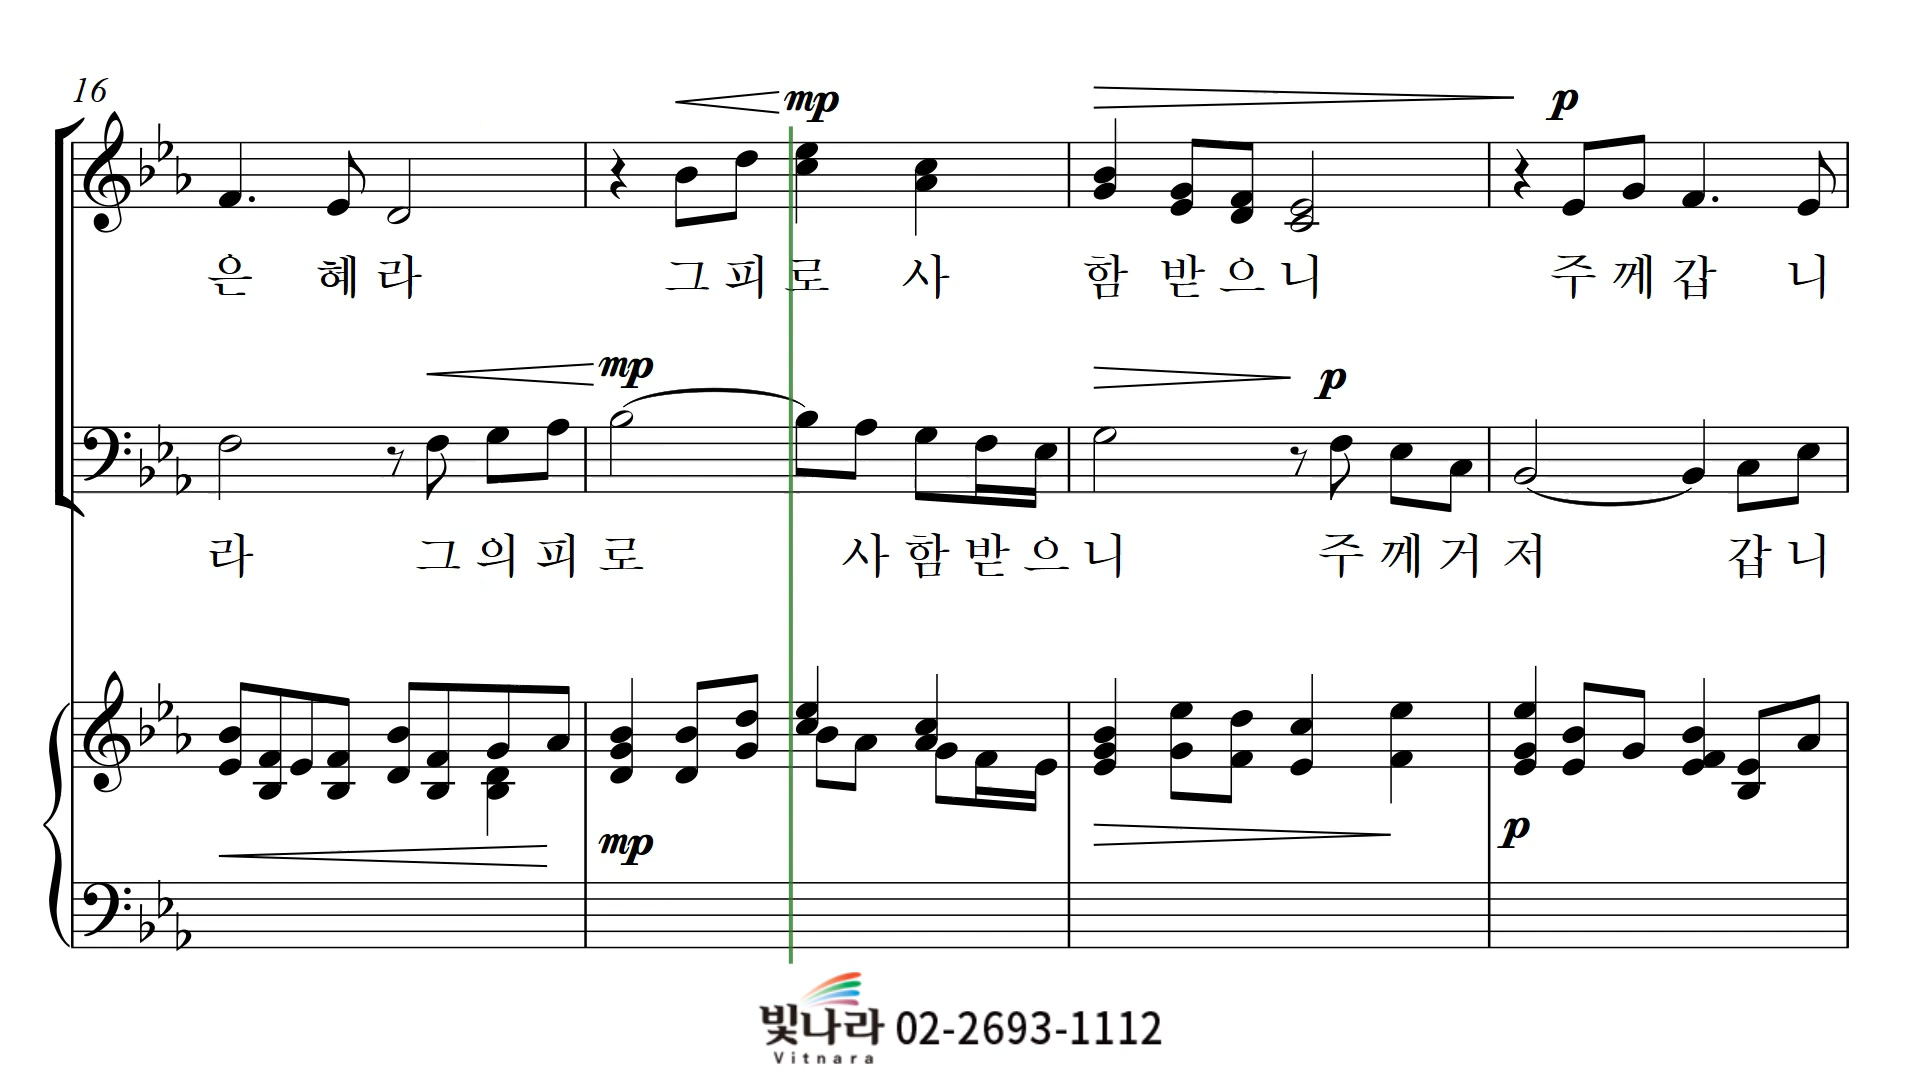 16
mp p
은 혜 라 그 피 로 사 함 받 으 니 주 께 갑 니
mp p
라 그 의 피 로 사 함 받 으 니 주 께 거 저 갑 니
mp p
빛나라 02-2693-1112
Vitnara